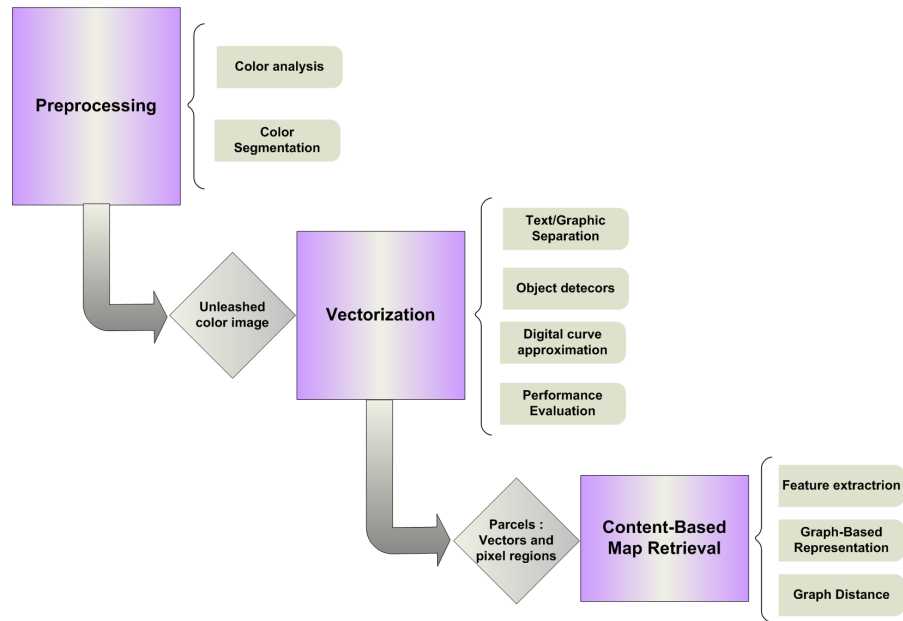 Preprocessing
Color analysis
Color
Segmentation
Unleashed
color image
Vectorization
Text/Graphic
Separation
Object detecors
Digital curve
approximation
Performance
Evaluation
Parcels :
Vectors and
pixel regions
Content-Based
Map Retrieval
Feature extractrion
Graph-Based
Representation
Graph Distance